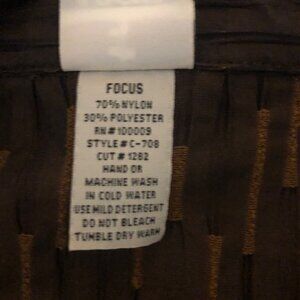 FOCUS
70% NYLON
30% POLYESTER
RN# 100009
STYLE# C-708
CUT # 1282
HAND OR
MACHINE WASH
IN COLD WATER
USE MILD DETERGENT
DO NOT BLEACH
TUMBLE DRY WARM